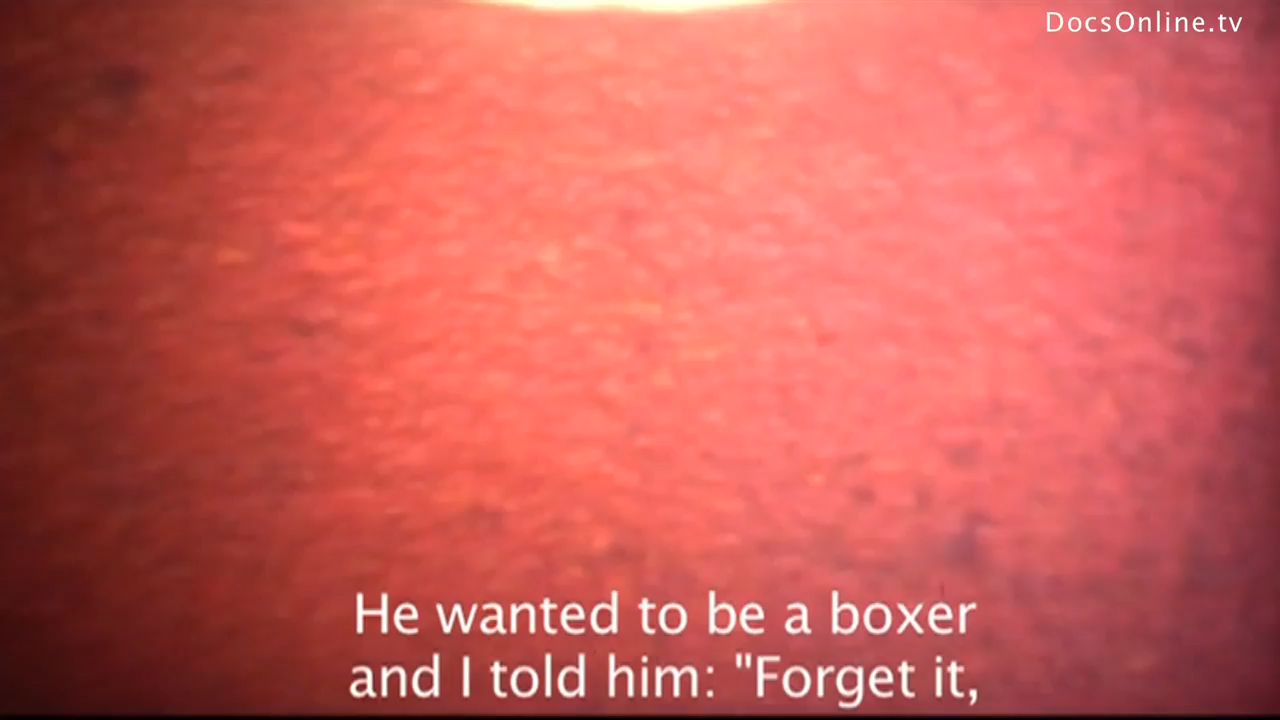 DocsOnline.tv
He wanted to be a boxer
and I told him: "Forget it,